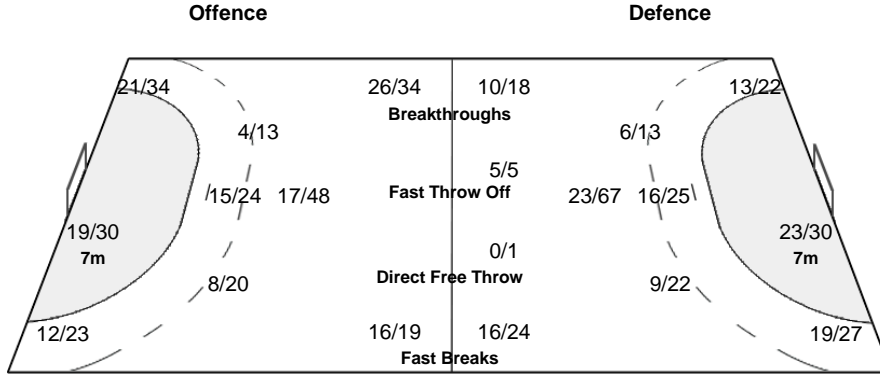 Offence Defence
21/34 26/34 10/18 13/22
Breakthroughs
4/13 6/13
5/5
15/24 17/48 Fast Throw Off 23/67 16/25
19/30 23/30
7m 7m
0/1
Direct Free Throw
8/20 9/22
12/23 16/19 16/24 19/27
Fast Breaks